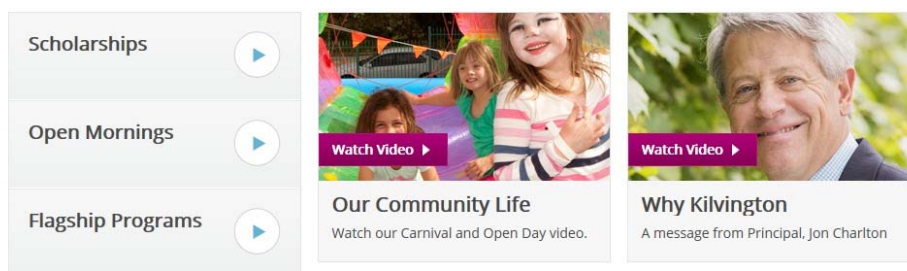 Scholarships
Open Mornings
Flagship Programs
Watch Video
Our Community Life
Watch our Carnival and Open Day video.
Watch Video
Why Kilvington
A message from Principal, Jon Charlton